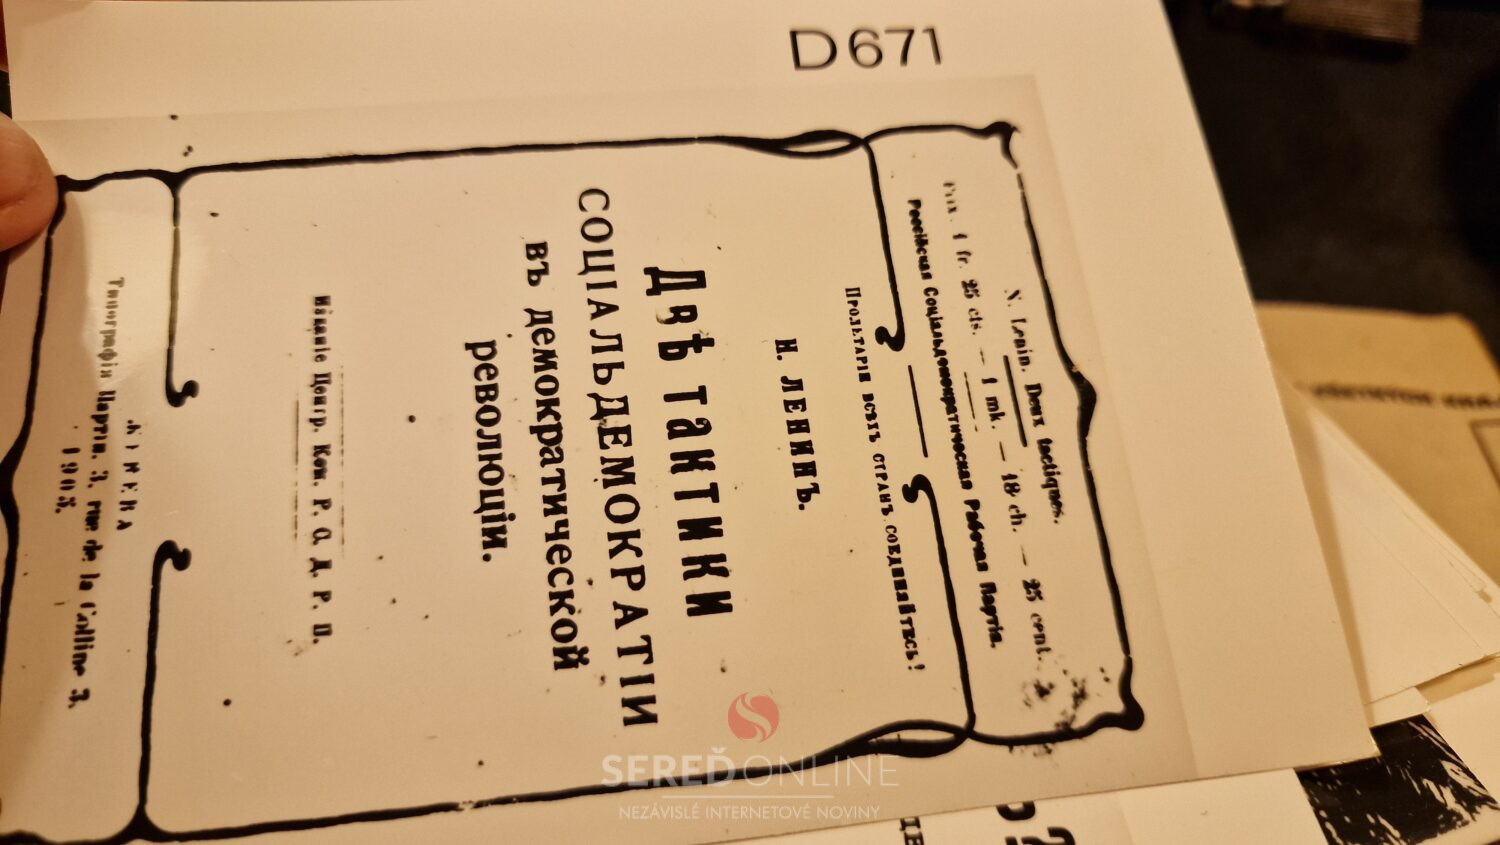 D671
N. Lenin. Deux tactiques.
Prix. 1 fr. 25 cts. — 1 mk. — 18 ch. — 25 cent.
Россійская Соціальдемократическая Рабочая Партія.
Пролетаріи всѣхъ странъ соединяйтесь!
Н. ЛЕНИНЪ.
Двѣ тактики
СОЦІАЛЬДЕМОКРАТІИ
въ демократической
революціи.
Изданіе Центр. Ком. Р. С. Д. Р. П.
ЖЕНЕВА
Типографія Партіи. 3, rue de la Colline 3.
1905.
SEREĎONLINE
NEZÁVISLÉ INTERNETOVÉ NOVINY